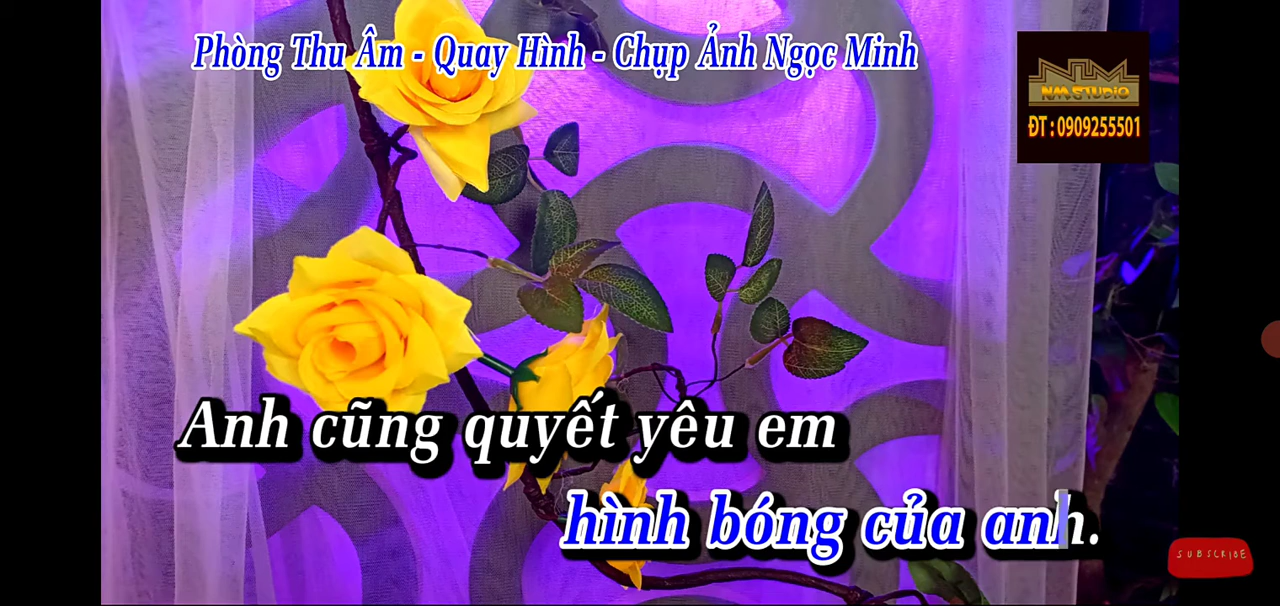 Phòng Thu Âm - Quay Hình - Chụp Ảnh Ngọc Minh
NM.STUDIO
ĐT : 0909255501
Anh cũng quyết yêu em
hình bóng của anh.
SUBSCRIBE